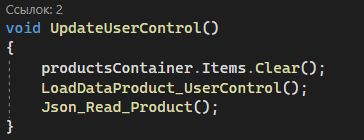 Ссылок: 2
void UpdateUserControl()
{
    productsContainer.Items.Clear();
    LoadDataProduct_UserControl();
    Json_Read_Product();
}